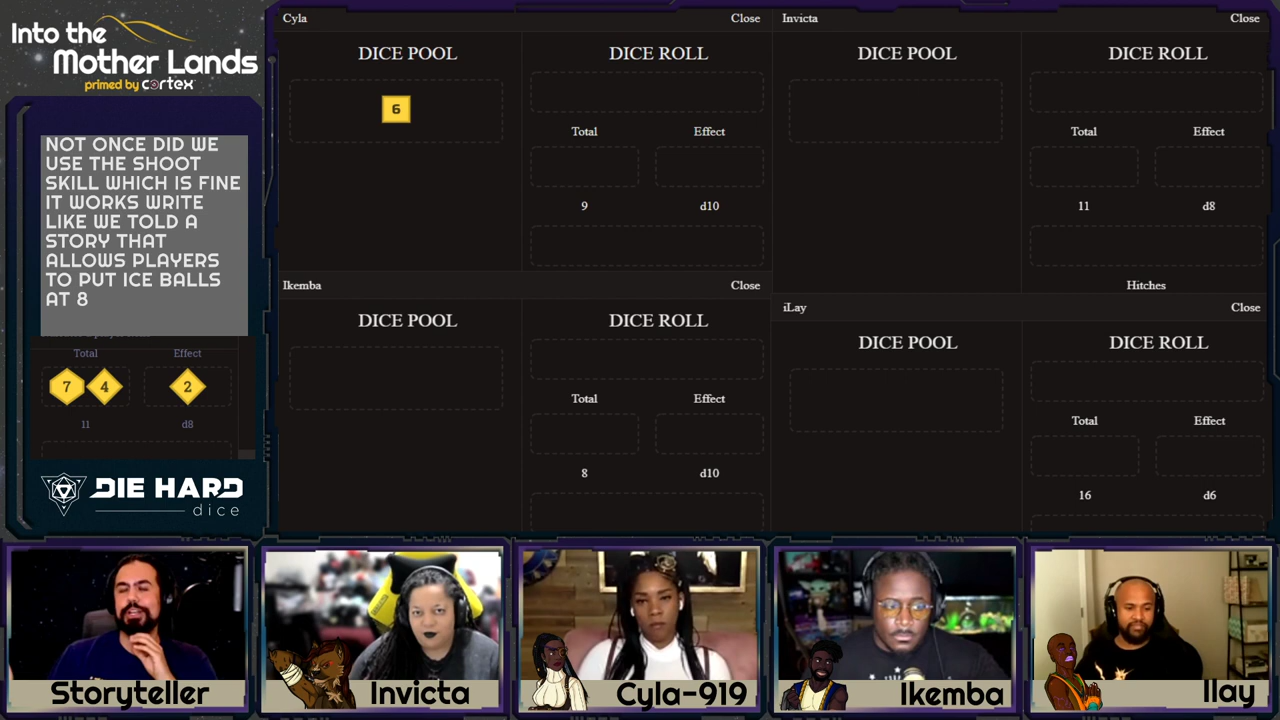 Into the
Mother Lands
primed by cortex
NOT ONCE DID WE
USE THE SHOOT
SKILL WHICH IS FINE
IT WORKS WRITE
LIKE WE TOLD A
STORY THAT
ALLOWS PLAYERS
TO PUT ICE BALLS
AT 8
Total Effect
7 4 2
11 d8
DIE HARD
dice
Cyla Close
DICE POOL DICE ROLL
6
Total Effect
9 d10
Invicta Close
DICE POOL DICE ROLL
Total Effect
11 d8
Hitches
Ikemba Close
DICE POOL DICE ROLL
Total Effect
8 d10
iLay Close
DICE POOL DICE ROLL
Total Effect
16 d6
Storyteller
Invicta
Cyla-919
Ikemba
Ilay